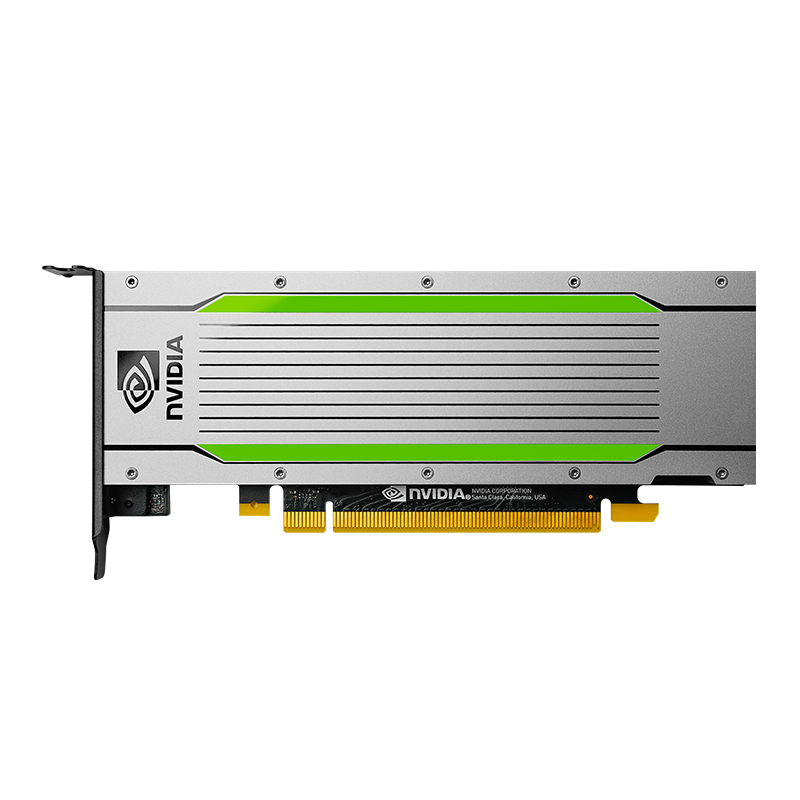 NVIDIA
NVIDIA
NVIDIA CORPORATION
Santa Clara, California, USA